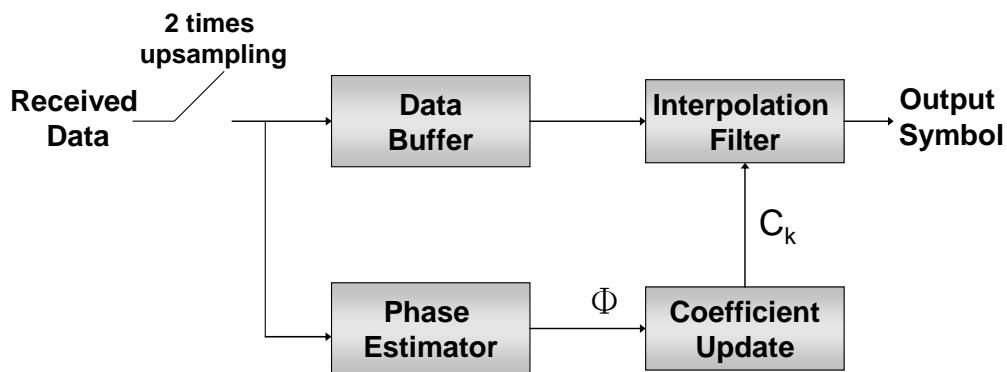 2 times
upsampling
Received
Data
Data
Buffer
Interpolation
Filter
Output
Symbol
C_k
Phase
Estimator
Φ
Coefficient
Update